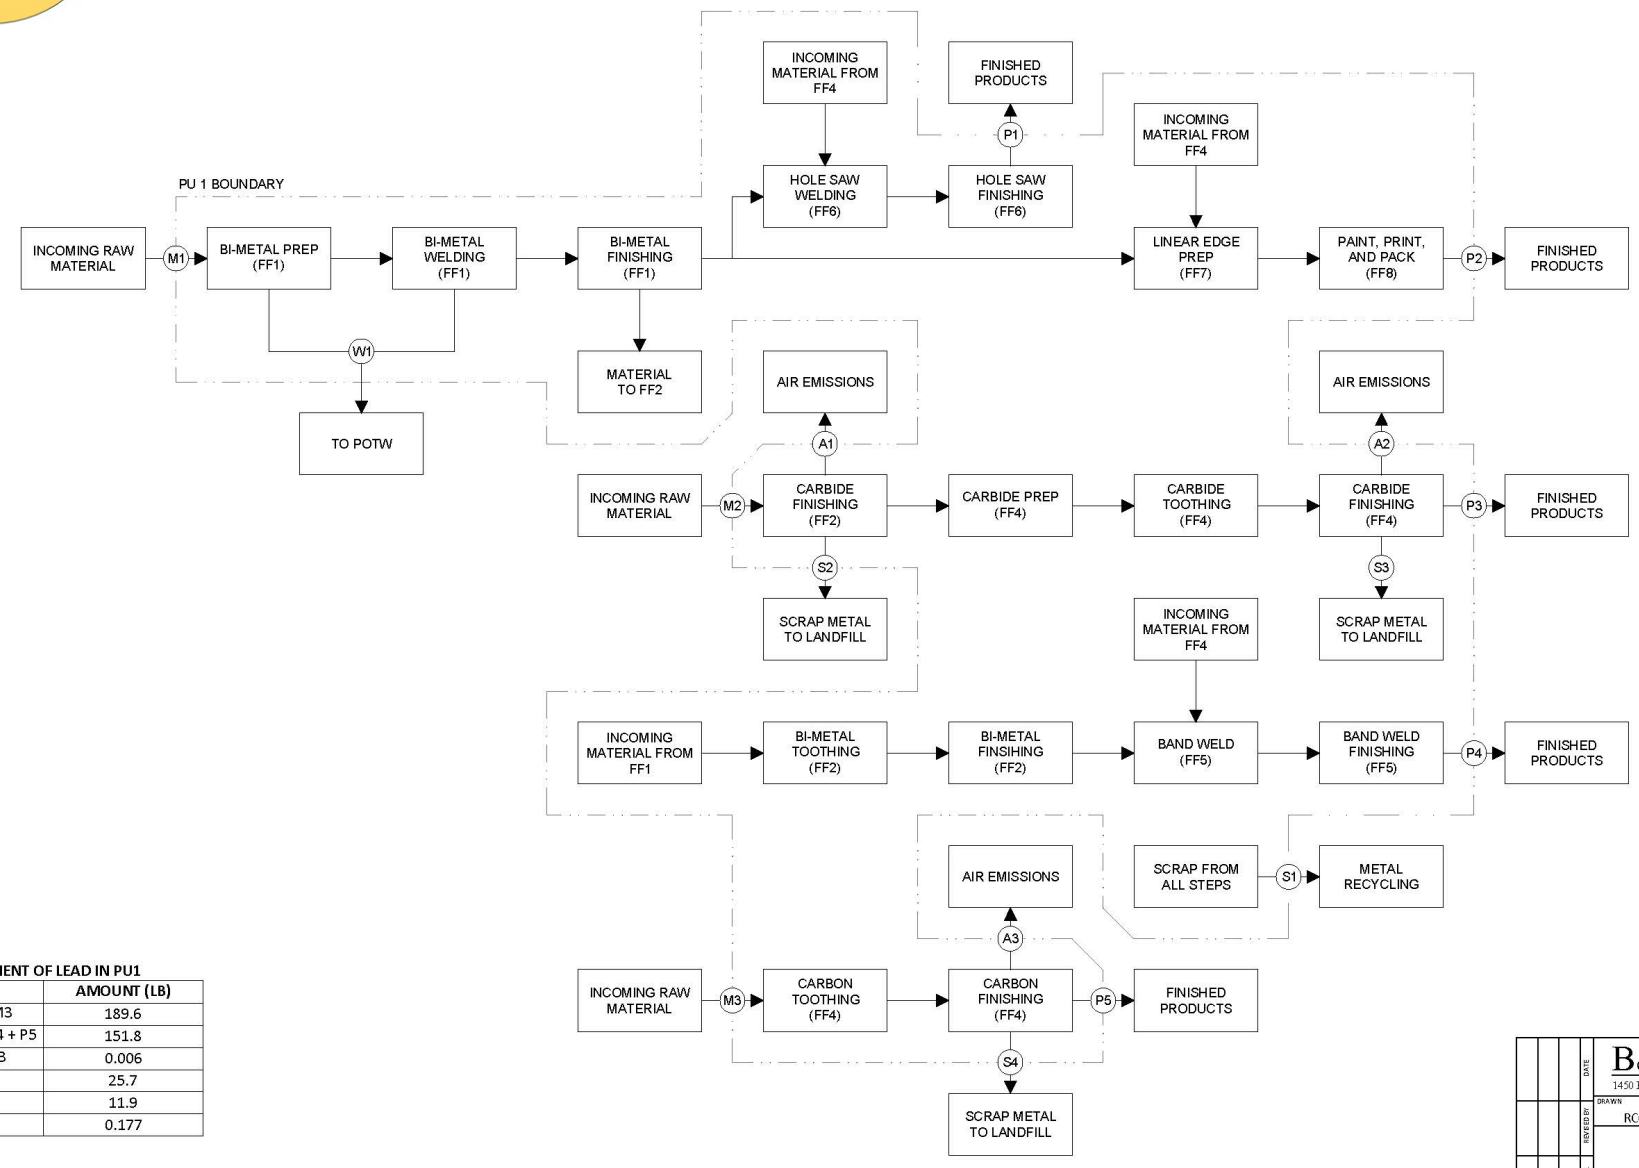 INCOMING
MATERIAL FROM
FF4
FINISHED
PRODUCTS
P1
INCOMING
MATERIAL FROM
FF4
PU 1 BOUNDARY
HOLE SAW
WELDING
(FF6)
HOLE SAW
FINISHING
(FF6)
INCOMING RAW
MATERIAL
M1
BI-METAL PREP
(FF1)
BI-METAL
WELDING
(FF1)
BI-METAL
FINISHING
(FF1)
LINEAR EDGE
PREP
(FF7)
PAINT, PRINT,
AND PACK
(FF8)
P2
FINISHED
PRODUCTS
W1
TO POTW
MATERIAL
TO FF2
AIR EMISSIONS
AIR EMISSIONS
A1
A2
INCOMING RAW
MATERIAL
M2
CARBIDE
FINISHING
(FF2)
CARBIDE PREP
(FF4)
CARBIDE
TOOTHING
(FF4)
CARBIDE
FINISHING
(FF4)
P3
FINISHED
PRODUCTS
S2
S3
SCRAP METAL
TO LANDFILL
INCOMING
MATERIAL FROM
FF4
SCRAP METAL
TO LANDFILL
INCOMING
MATERIAL FROM
FF1
BI-METAL
TOOTHING
(FF2)
BI-METAL
FINSIHING
(FF2)
BAND WELD
(FF5)
BAND WELD
FINISHING
(FF5)
P4
FINISHED
PRODUCTS
AIR EMISSIONS
SCRAP FROM
ALL STEPS
S1
METAL
RECYCLING
A3
INCOMING RAW
MATERIAL
M3
CARBON
TOOTHING
(FF4)
CARBON
FINISHING
(FF4)
P5
FINISHED
PRODUCTS
S4
SCRAP METAL
TO LANDFILL
OF LEAD IN PU1
AMOUNT (LB)
189.6
+ P5 151.8
0.006
25.7
11.9
0.177
DATE
REVISED BY
1450
DRAWN